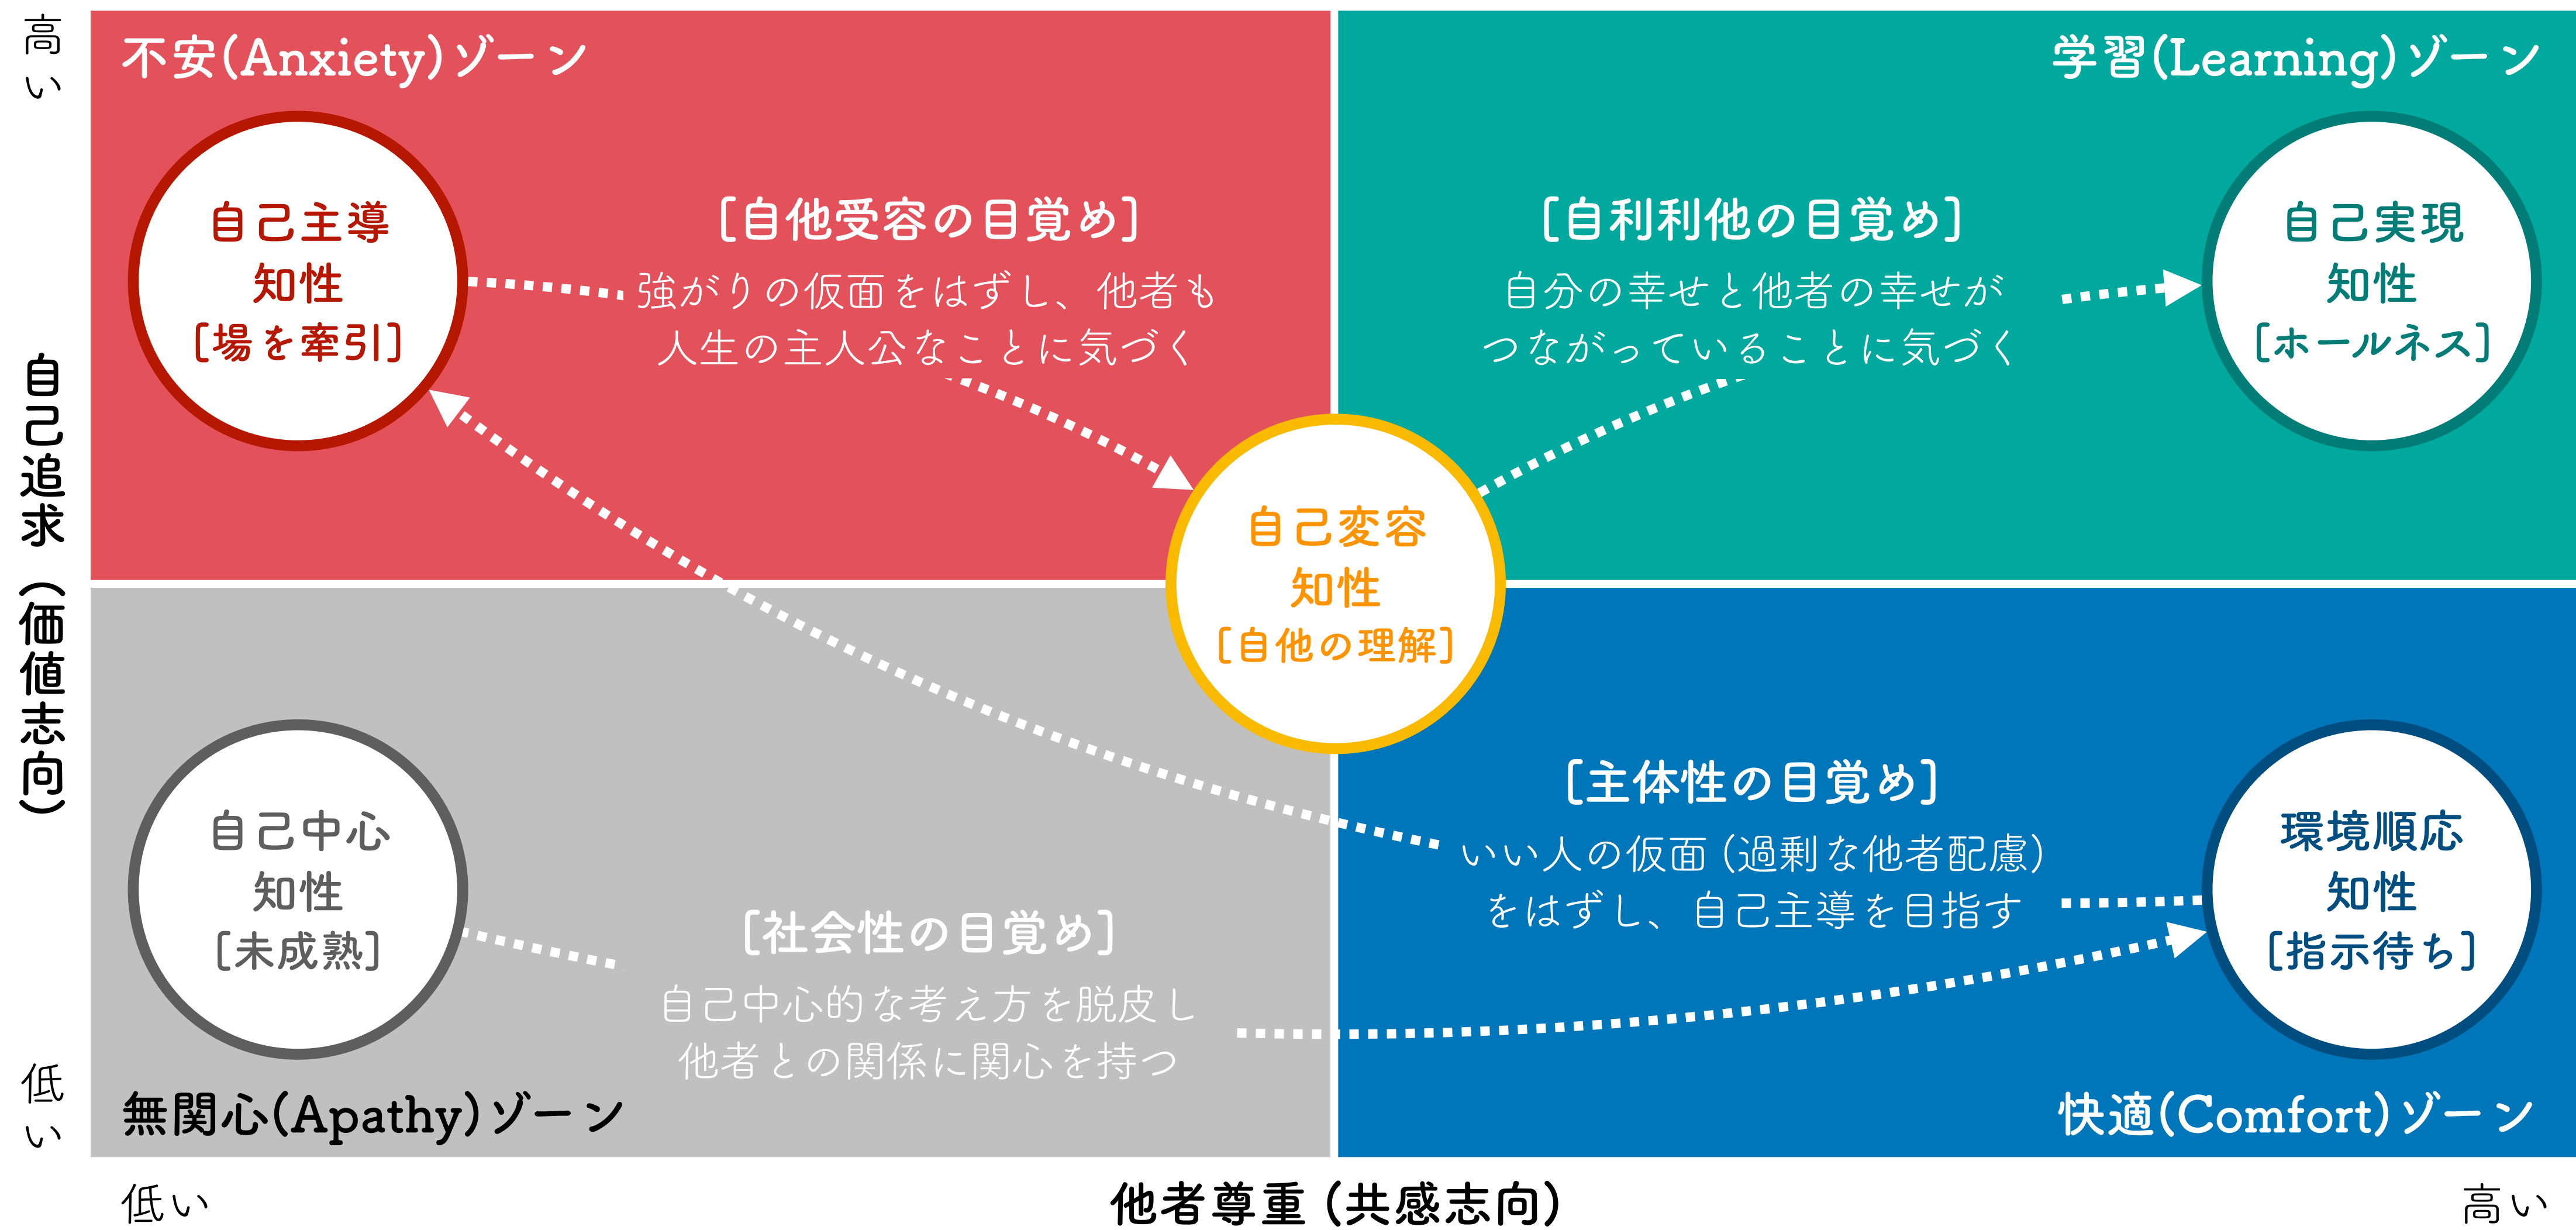 高い
自己追求（価値志向）
低い
不安(Anxiety)ゾーン
自己主導
知性
[場を牽引]
[自他受容の目覚め]
強がりの仮面をはずし、他者も
人生の主人公なことに気づく
学習(Learning)ゾーン
[自利利他の目覚め]
自分の幸せと他者の幸せが
つながっていることに気づく
自己実現
知性
[ホールネス]
自己変容
知性
[自他の理解]
自己中心
知性
[未成熟]
[社会性の目覚め]
自己中心的な考え方を脱皮し
他者との関係に関心を持つ
無関心(Apathy)ゾーン
[主体性の目覚め]
いい人の仮面(過剰な他者配慮)
をはずし、自己主導を目指す
環境順応
知性
[指示待ち]
快適(Comfort)ゾーン
低い
他者尊重(共感志向)
高い